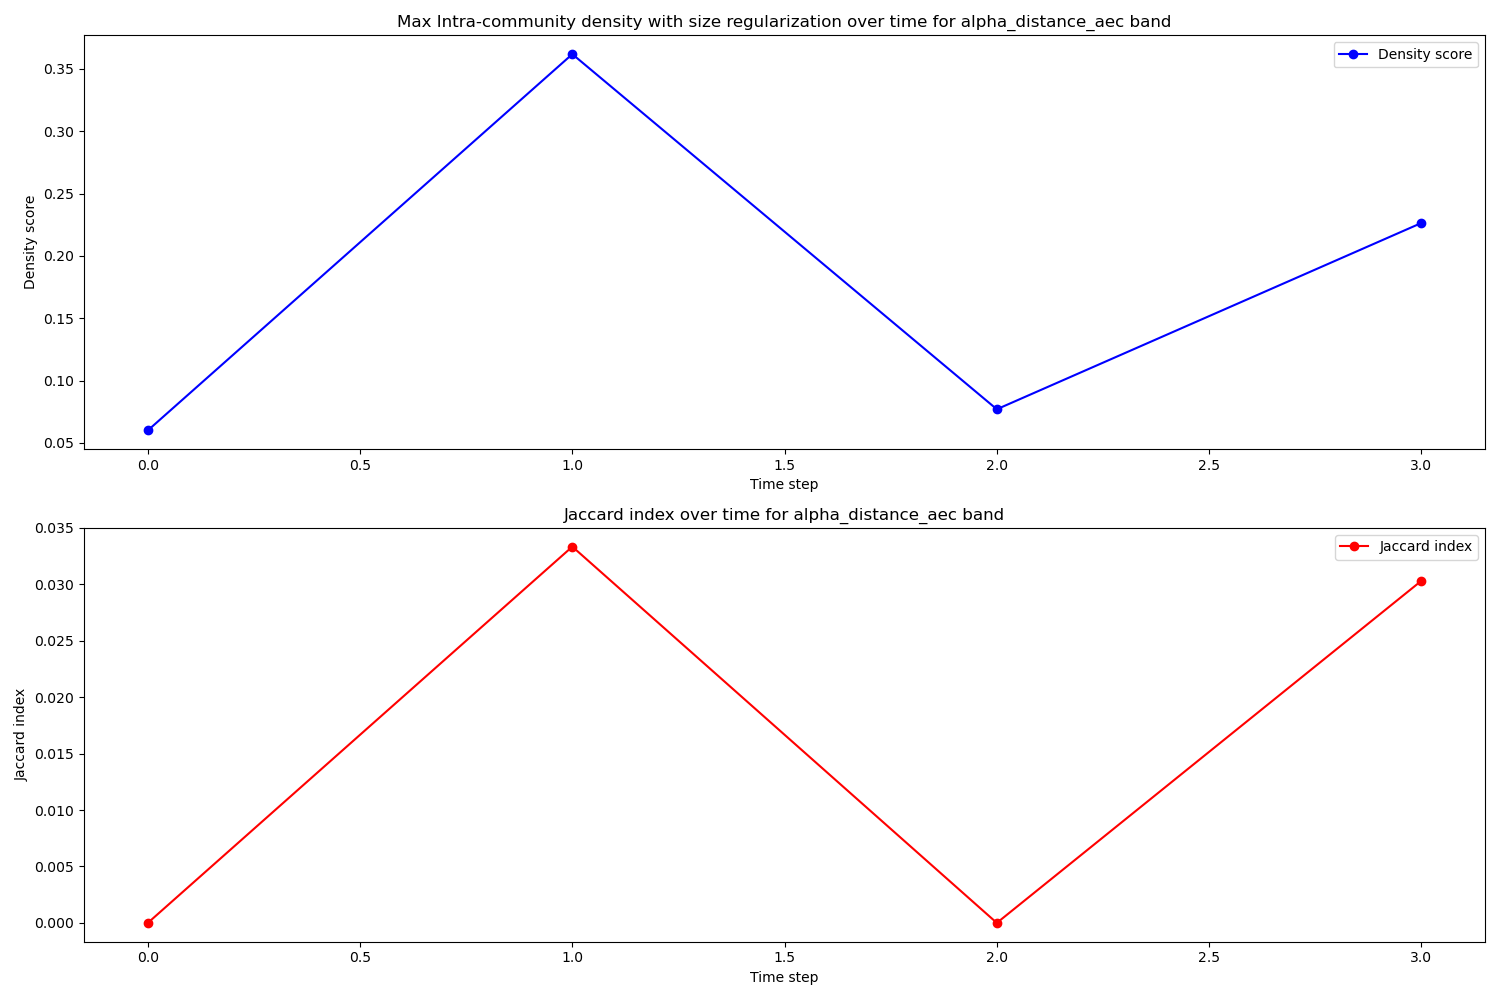 Max Intra-community density with size regularization over time for alpha_distance_aec band
Density score
0.35
0.30
0.25
0.20
0.15
0.10
0.05
Density score
0.0 0.5 1.0 1.5 2.0 2.5 3.0
Time step
Jaccard index over time for alpha_distance_aec band
Jaccard index
0.035
0.030
0.025
0.020
0.015
0.010
0.005
0.000
Jaccard index
0.0 0.5 1.0 1.5 2.0 2.5 3.0
Time step